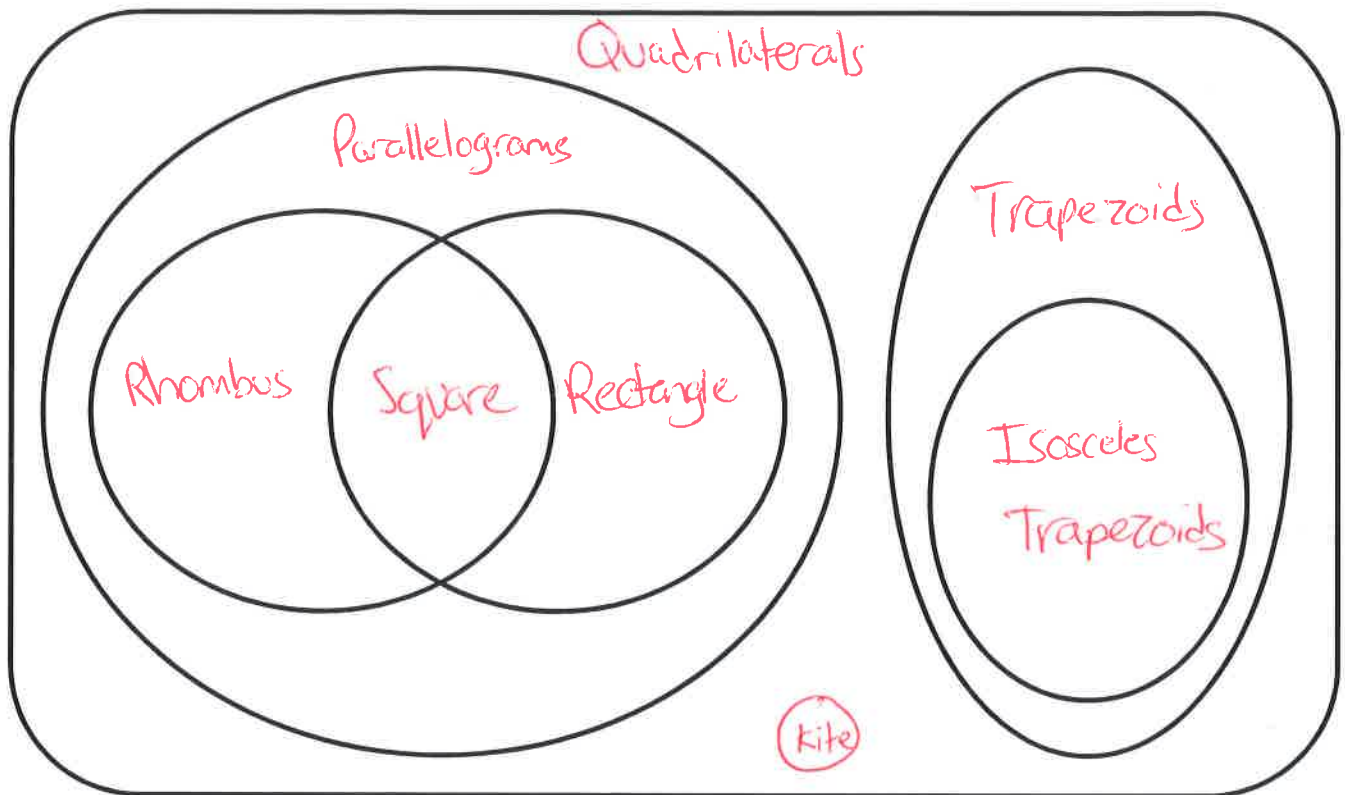 Quadrilaterals
Parallelograms
Trapezoids
Rhombus
Square
Rectangle
Isosceles
Trapezoids
Kite